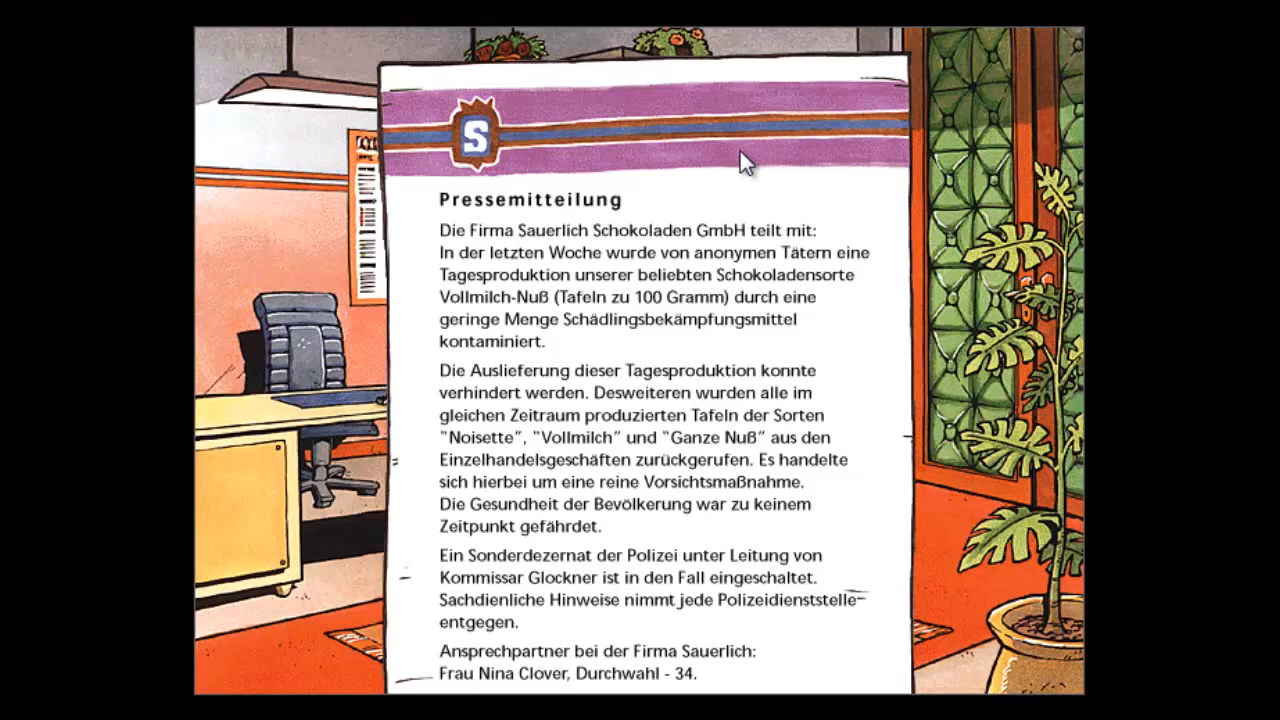 S
Pressemitteilung
Die Firma Sauerlich Schokoladen GmbH teilt mit:
In der letzten Woche wurde von anonymen Tätern eine
Tagesproduktion unserer beliebten Schokoladensorte
Vollmilch-Nuß (Tafeln zu 100 Gramm) durch eine
geringe Menge Schädlingsbekämpfungsmittel
kontaminiert.
Die Auslieferung dieser Tagesproduktion konnte
verhindert werden. Desweiteren wurden alle im
gleichen Zeitraum produzierten Tafeln der Sorten
“Noisette”, “Vollmilch” und “Ganze Nuß” aus den
Einzelhandelsgeschäften zurückgerufen. Es handelte
sich hierbei um eine reine Vorsichtsmaßnahme.
Die Gesundheit der Bevölkerung war zu keinem
Zeitpunkt gefährdet.
Ein Sonderdezernat der Polizei unter Leitung von
Kommissar Glockner ist in den Fall eingeschaltet.
Sachdienliche Hinweise nimmt jede Polizeidienststelle
entgegen.
Ansprechpartner bei der Firma Sauerlich:
Frau Nina Clover, Durchwahl - 34.